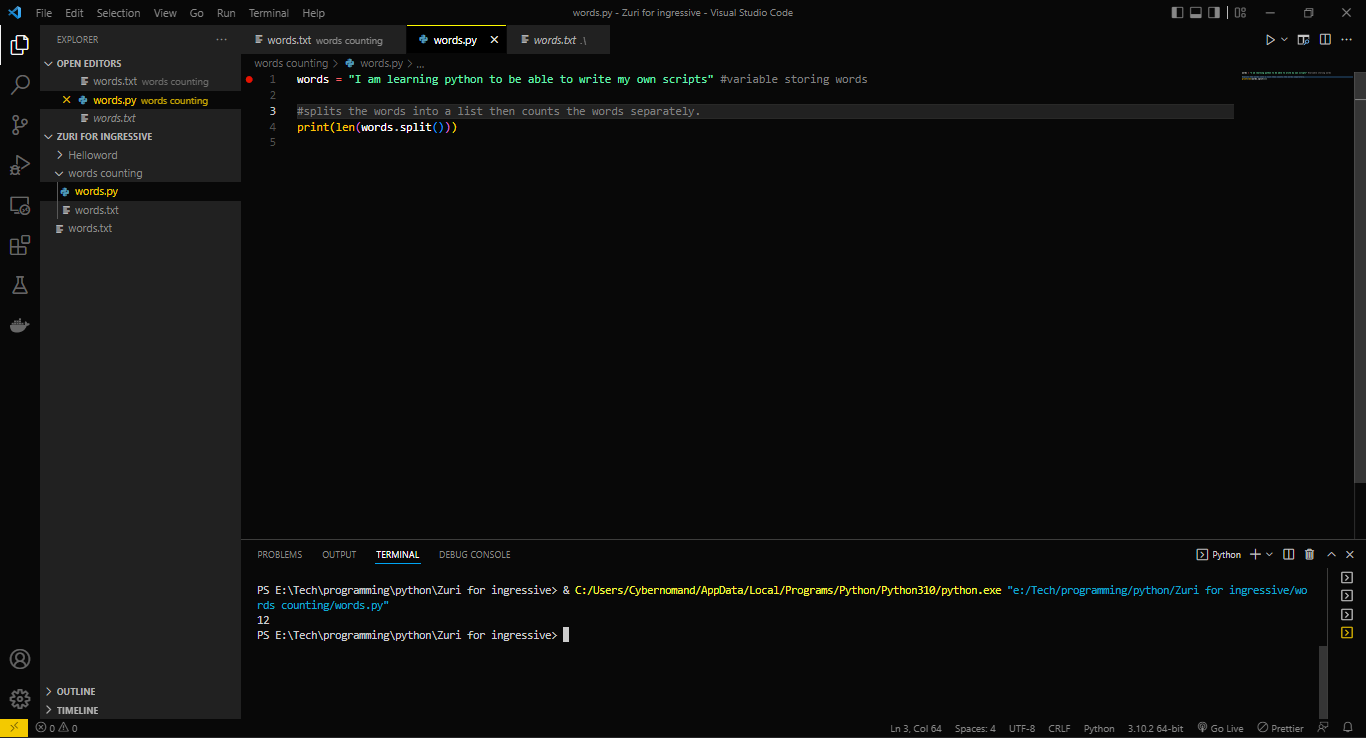 File Edit Selection View Go Run Terminal Help
words.py - Zuri for ingressive - Visual Studio Code
EXPLORER
OPEN EDITORS
words.txt words counting
words.py words counting
words.txt
ZURI FOR INGRESSIVE
Helloword
words counting
words.py
words.txt
words.txt
OUTLINE
TIMELINE
words.txt words counting
words.py
words.txt .\
words counting > words.py > ...
1 words = "I am learning python to be able to write my own scripts" #variable storing words
2
3 #splits the words into a list then counts the words separately.
4 print(len(words.split()))
5
PROBLEMS OUTPUT TERMINAL DEBUG CONSOLE
Python
PS E:\Tech\programming\python\Zuri for ingressive> & C:/Users/Cybernomand/AppData/Local/Programs/Python/Python310/python.exe "e:/Tech/programming/python/Zuri for ingressive/wo
rds counting/words.py"
12
PS E:\Tech\programming\python\Zuri for ingressive>
0 0
Ln 3, Col 64 Spaces: 4 UTF-8 CRLF Python 3.10.2 64-bit Go Live Prettier